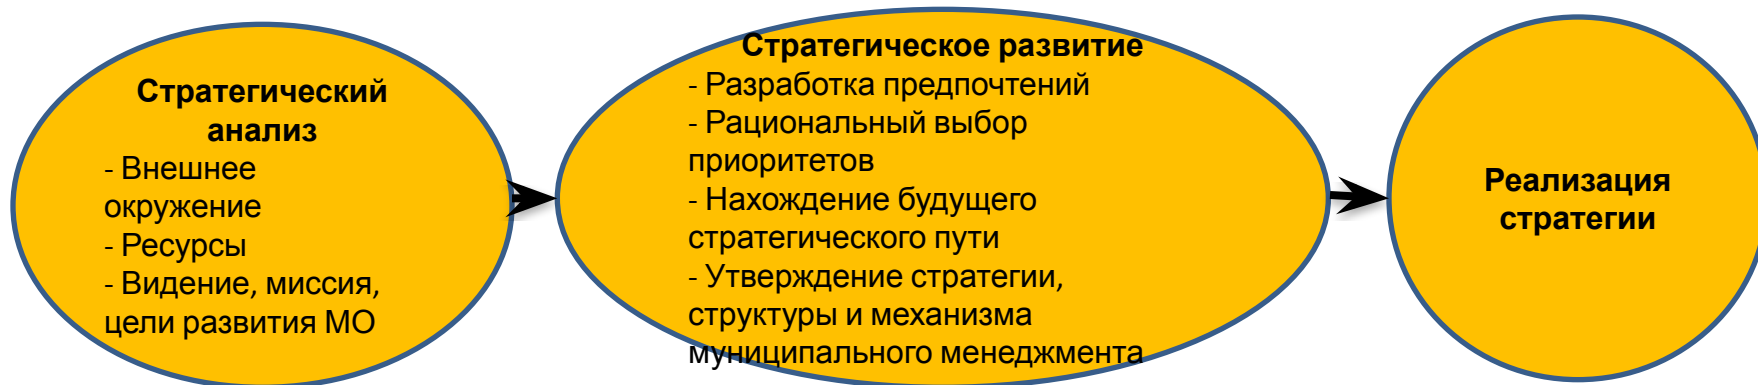 Стратегический
анализ
- Внешнее
окружение
- Ресурсы
- Видение, миссия,
цели развития МО
Стратегическое развитие
- Разработка предпочтений
- Рациональный выбор
приоритетов
- Нахождение будущего
стратегического пути
- Утверждение стратегии,
структуры и механизма
муниципального менеджмента
Реализация
стратегии